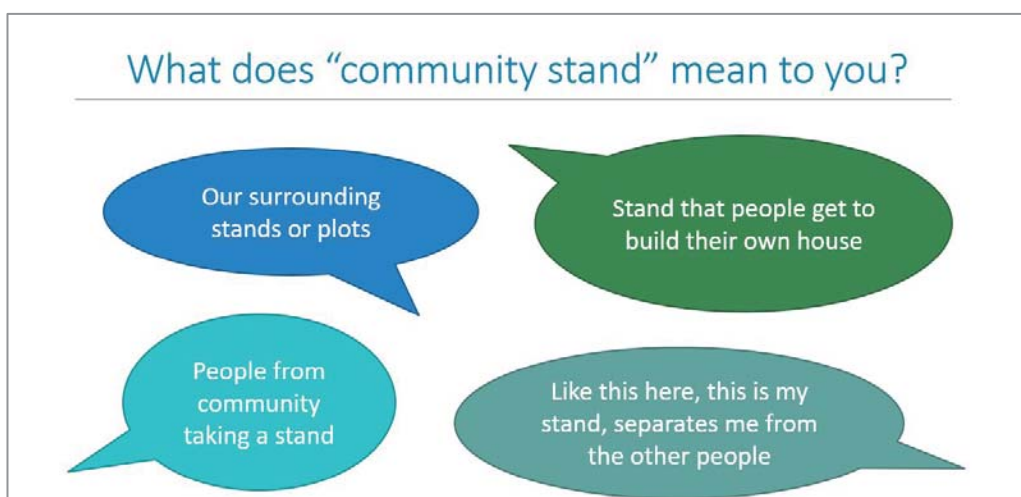 What does “community stand” mean to you?
Our surrounding
stands or plots
Stand that people get to
build their own house
People from
community
taking a stand
Like this here, this is my
stand, separates me from
the other people